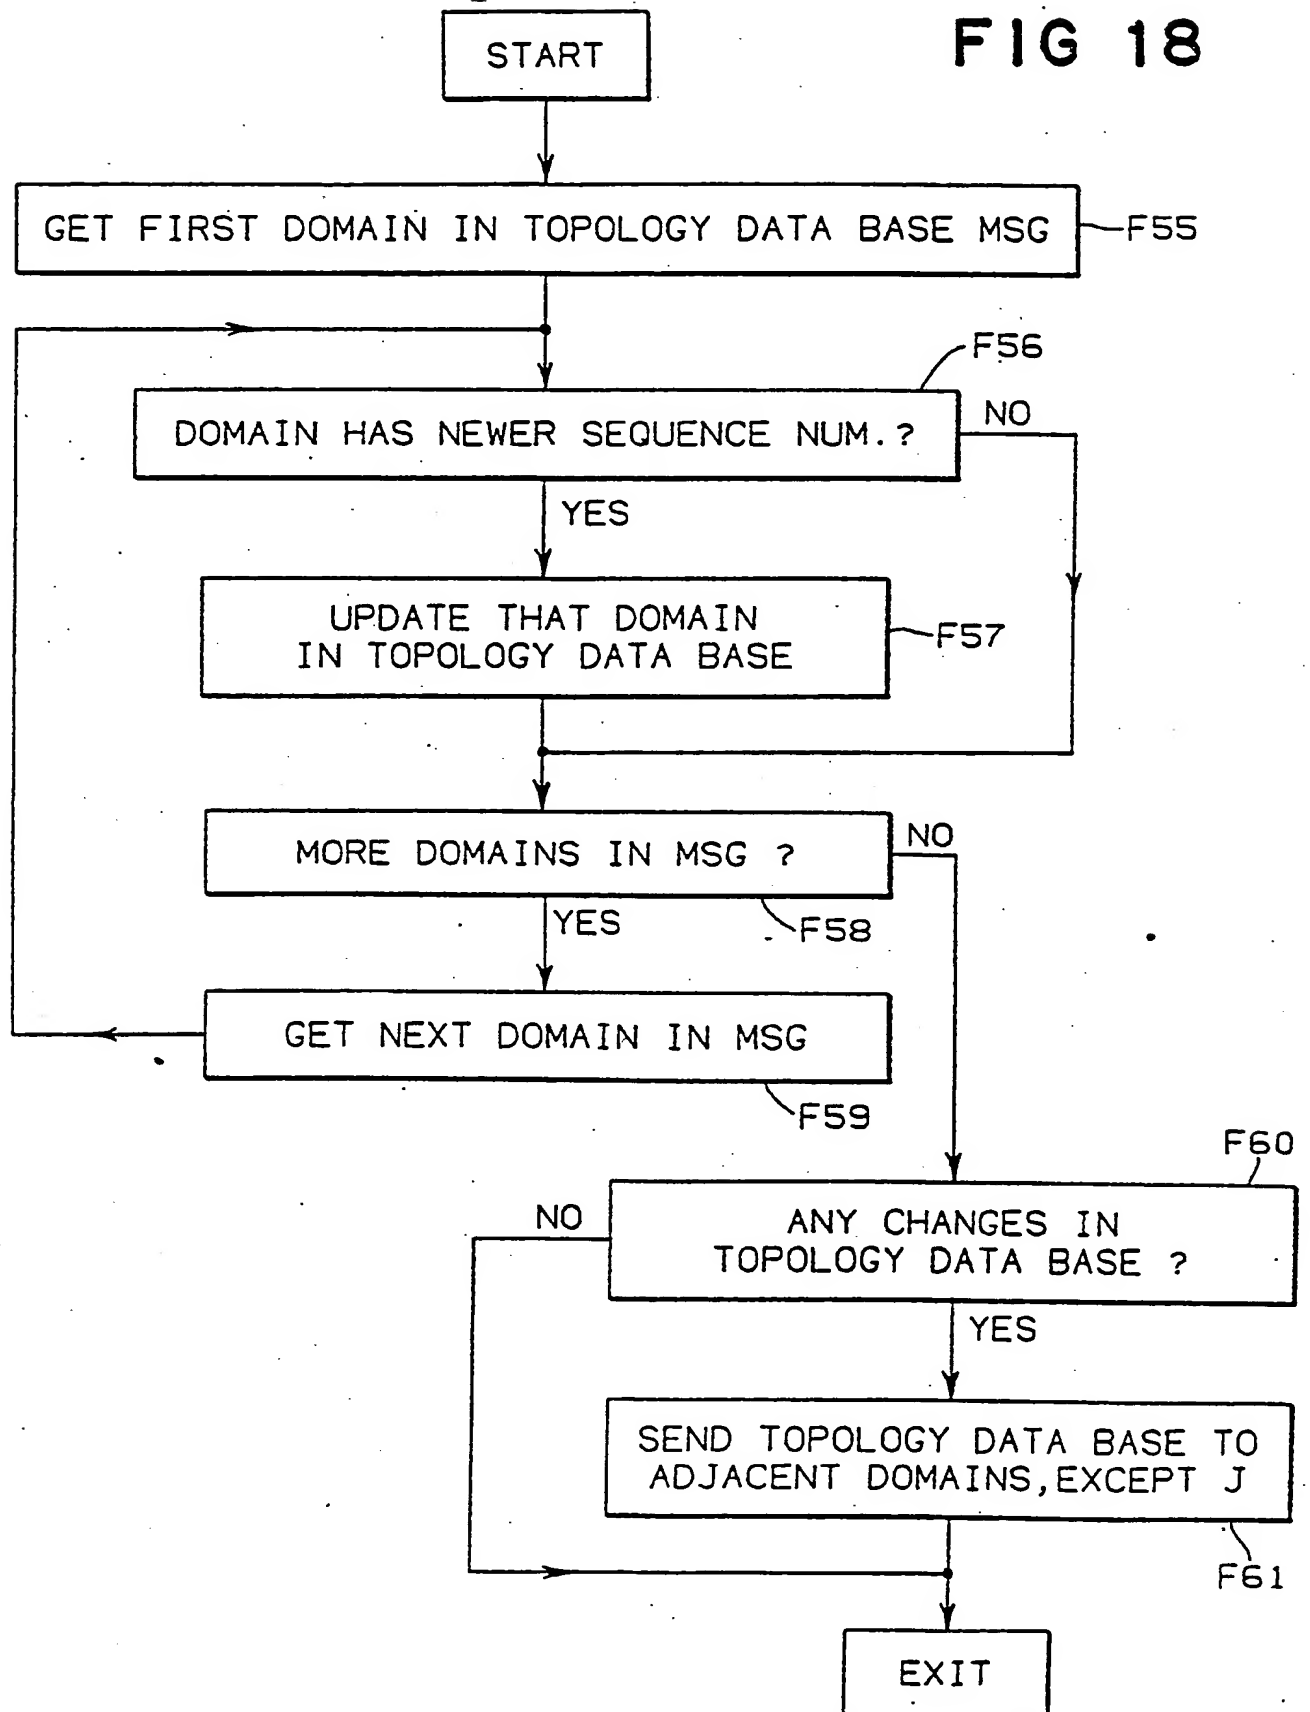 FIG 18
START
GET FIRST DOMAIN IN TOPOLOGY DATA BASE MSG
F55
F56
DOMAIN HAS NEWER SEQUENCE NUM.?
NO
YES
UPDATE THAT DOMAIN
IN TOPOLOGY DATA BASE
F57
MORE DOMAINS IN MSG ?
NO
YES
F58
GET NEXT DOMAIN IN MSG
F59
F60
ANY CHANGES IN
TOPOLOGY DATA BASE ?
NO
YES
SEND TOPOLOGY DATA BASE TO
ADJACENT DOMAINS,EXCEPT J
F61
EXIT